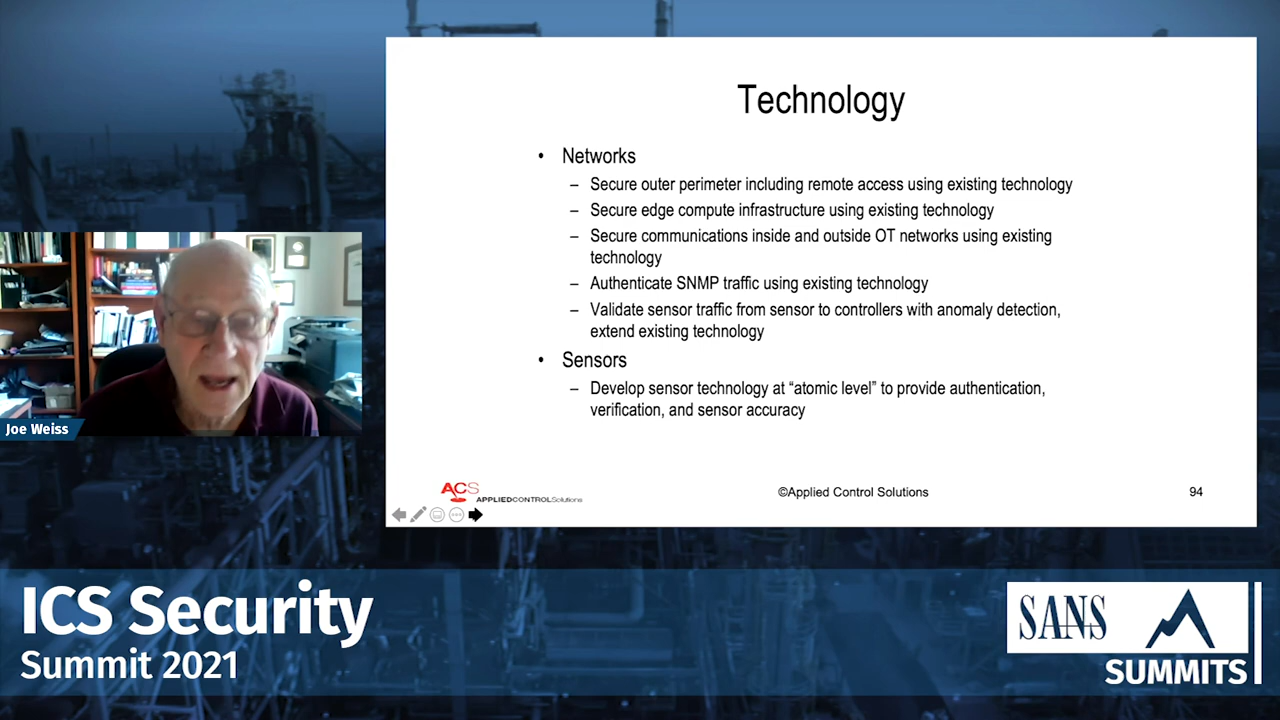 Technology
• Networks
– Secure outer perimeter including remote access using existing technology
– Secure edge compute infrastructure using existing technology
– Secure communications inside and outside OT networks using existing
technology
– Authenticate SNMP traffic using existing technology
– Validate sensor traffic from sensor to controllers with anomaly detection,
extend existing technology
• Sensors
– Develop sensor technology at “atomic level” to provide authentication,
verification, and sensor accuracy
ACS APPLIEDCONTROLSolutions
©Applied Control Solutions
94
Joe Weiss
ICS Security
Summit 2021
SANS
SUMMITS